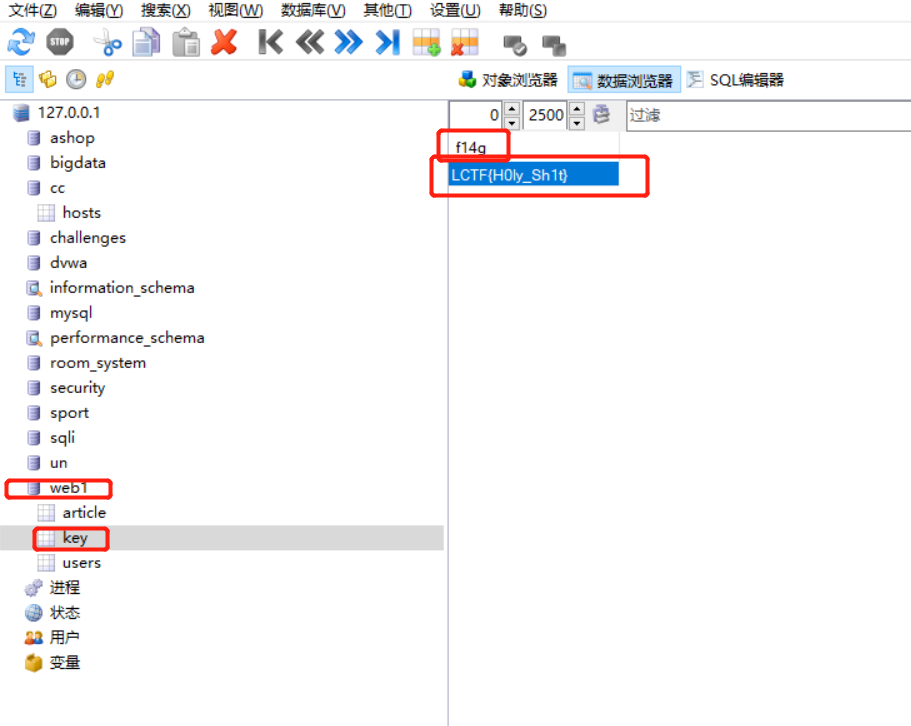 文件(Z) 编辑(Y) 搜索(X) 视图(W) 数据库(V) 其他(T) 设置(U) 帮助(S)
STOP
对象浏览器 数据浏览器 SQL编辑器
127.0.0.1
0 2500 过滤
ashop
f14g
bigdata
LCTF{H0ly_Sh1t}
cc
hosts
challenges
dvwa
information_schema
mysql
performance_schema
room_system
security
sport
sqli
un
web1
article
key
users
进程
状态
用户
变量